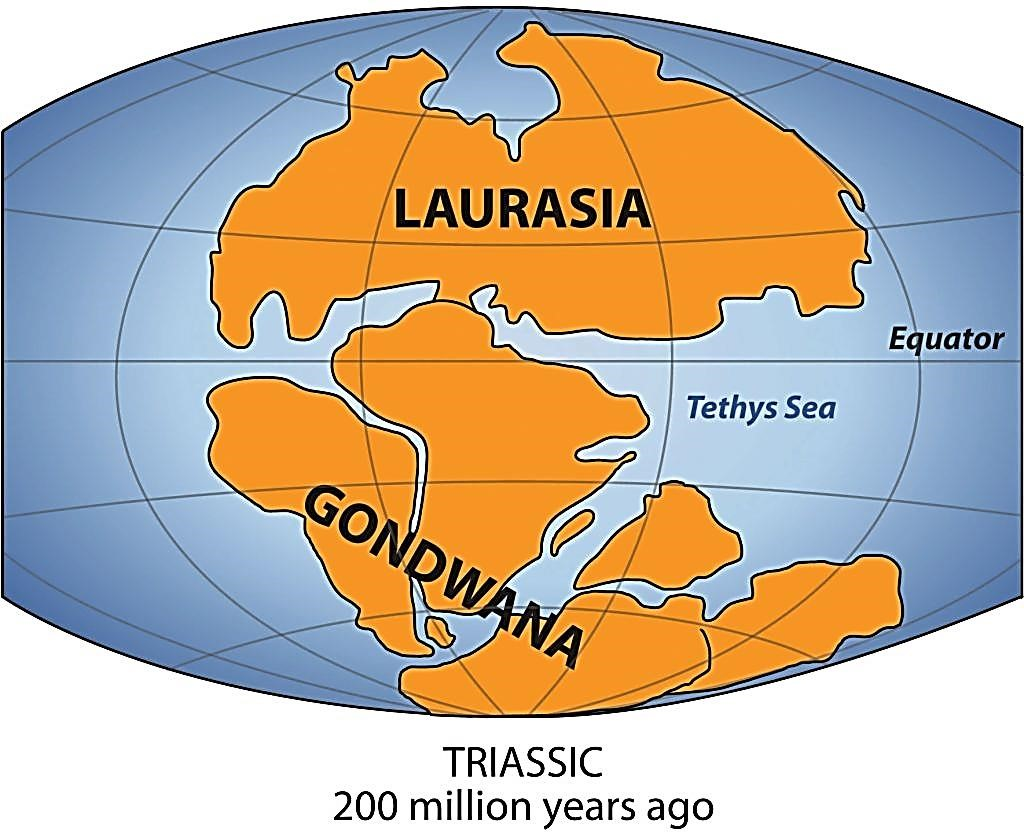 LAURASIA
Equator
Tethys Sea
GONDWANA
TRIASSIC
200 million years ago